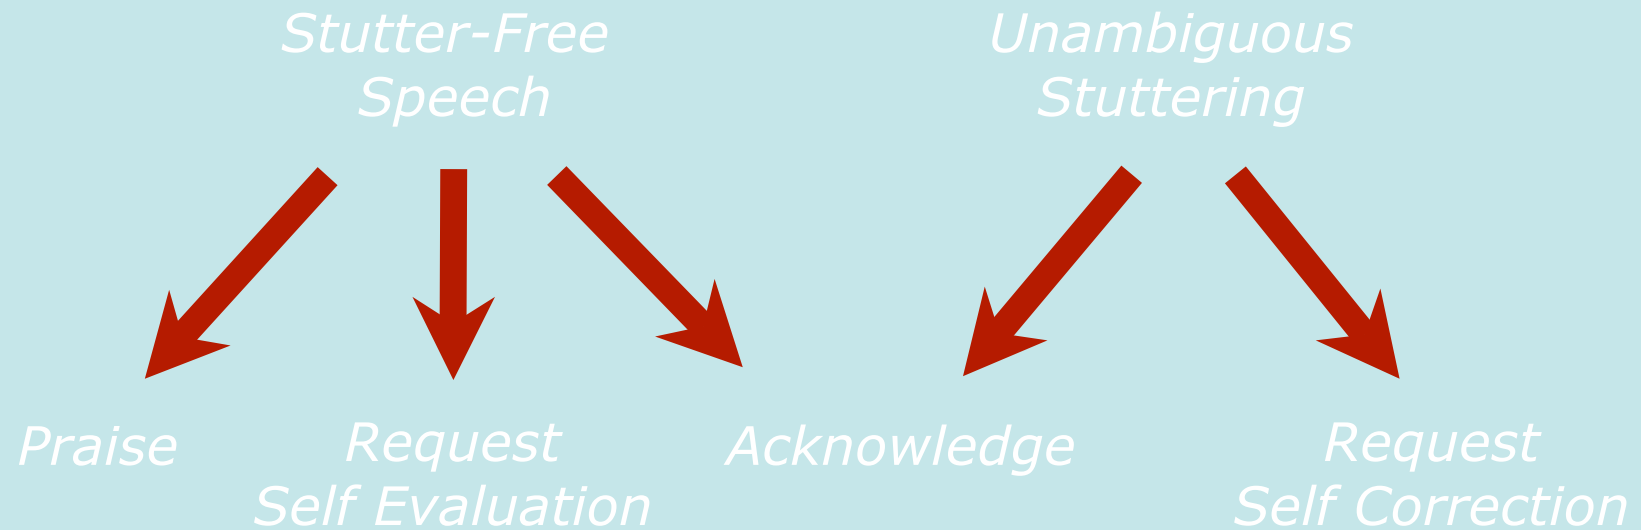 Stutter-Free
Speech
Unambiguous
Stuttering
Praise
Request
Self Evaluation
Acknowledge
Request
Self Correction